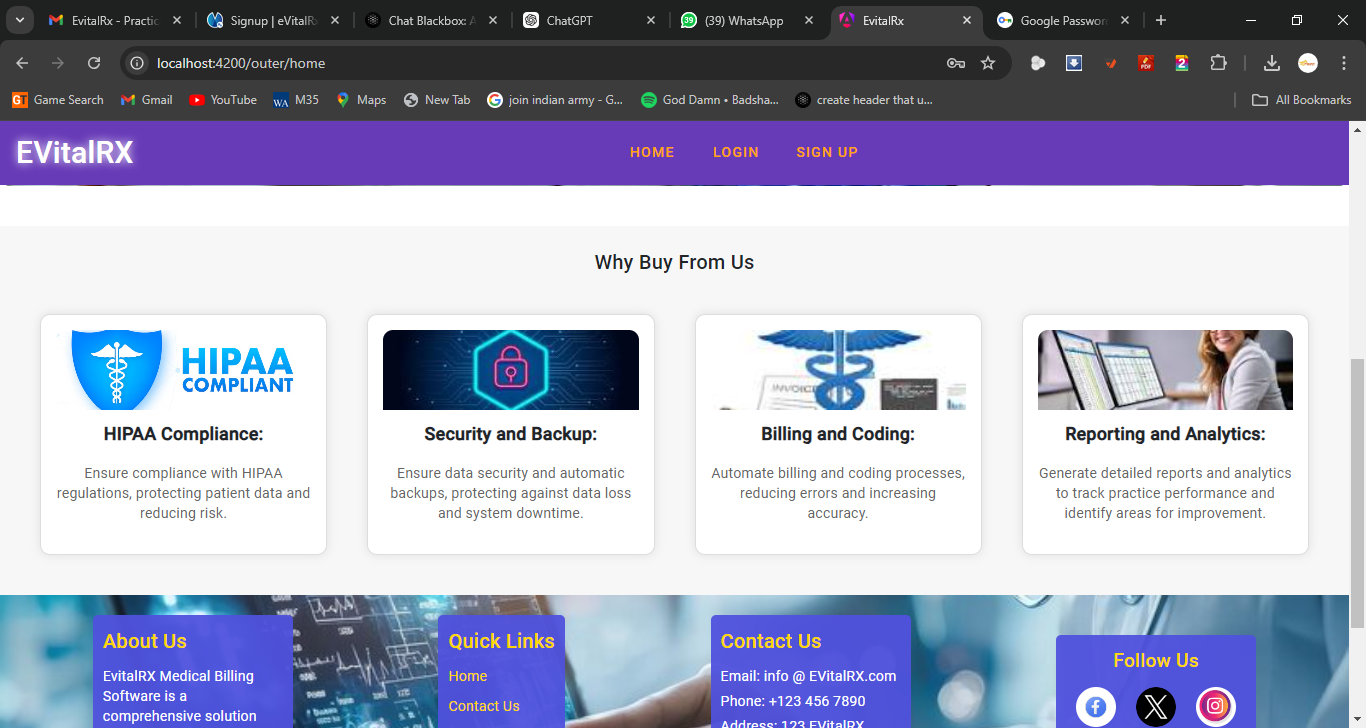 EvitalRx - Practic
Signup | eVitalR
Chat Blackbox: A
ChatGPT
39
(39) WhatsApp
EvitalRx
Google Passwor
localhost:4200/outer/home
PDF
2
GT Game Search
Gmail
YouTube
WA M35
Maps
New Tab
G join indian army - G...
God Damn • Badsha...
create header that u...
All Bookmarks
EVitalRX
HOME
LOGIN
SIGN UP
Why Buy From Us
HIPAA
COMPLIANT
INVOICE
HIPAA Compliance:
Ensure compliance with HIPAA
regulations, protecting patient data and
reducing risk.
Security and Backup:
Ensure data security and automatic
backups, protecting against data loss
and system downtime.
Billing and Coding:
Automate billing and coding processes,
reducing errors and increasing
accuracy.
Reporting and Analytics:
Generate detailed reports and analytics
to track practice performance and
identify areas for improvement.
About Us
EvitalRX Medical Billing
Software is a
comprehensive solution
Quick Links
Home
Contact Us
Contact Us
Email: info @ EVitalRX.com
Phone: +123 456 7890
Address: 123 EVitalRX
Follow Us